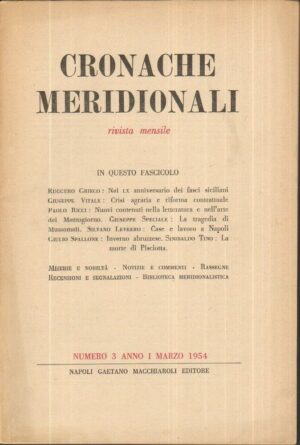 CRONACHE
MERIDIONALI
rivista mensile
IN QUESTO FASCICOLO
Ruggero Grieco: Nel LX anniversario dei fasci siciliani
Giuseppe Vitale: Crisi agraria e riforma contrattuale
Paolo Ricci: Nuovi contenuti nella letteratura e nell'arte
del Mezzogiorno. Giuseppe Speciale: La tragedia di
Mussomeli. Silvano Levrero: Case e lavoro a Napoli
Giulio Spallone: Inverno abruzzese. Sinibaldo Tino: La
morte di Placiota.
Miserie e nobiltà - Notizie e commenti - Rassegne
Recensioni e segnalazioni - Biblioteca meridionalistica
NUMERO 3 ANNO I MARZO 1954
NAPOLI GAETANO MACCHIAROLI EDITORE